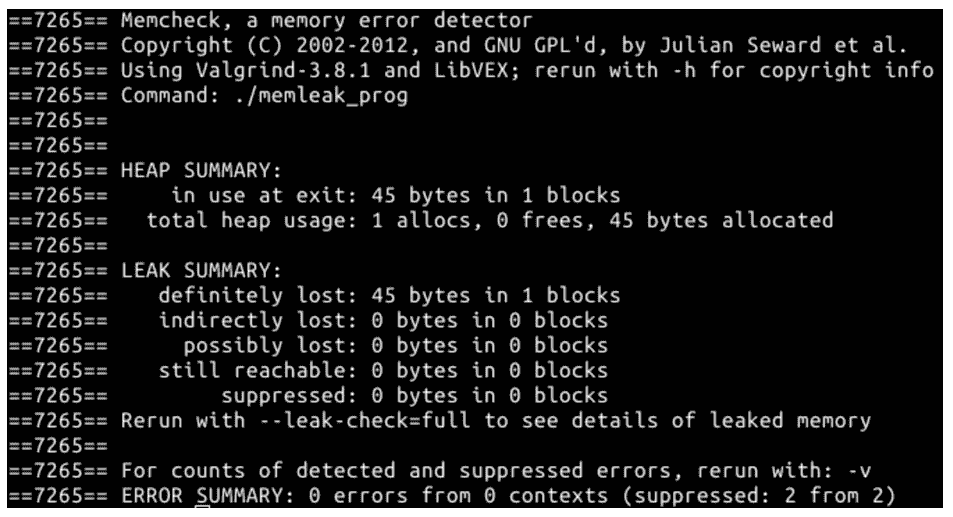 ==7265== Memcheck, a memory error detector
==7265== Copyright (C) 2002-2012, and GNU GPL'd, by Julian Seward et al.
==7265== Using Valgrind-3.8.1 and LibVEX; rerun with -h for copyright info
==7265== Command: ./memleak_prog
==7265==
==7265==
==7265== HEAP SUMMARY:
==7265==     in use at exit: 45 bytes in 1 blocks
==7265==   total heap usage: 1 allocs, 0 frees, 45 bytes allocated
==7265==
==7265== LEAK SUMMARY:
==7265==    definitely lost: 45 bytes in 1 blocks
==7265==    indirectly lost: 0 bytes in 0 blocks
==7265==      possibly lost: 0 bytes in 0 blocks
==7265==    still reachable: 0 bytes in 0 blocks
==7265==         suppressed: 0 bytes in 0 blocks
==7265== Rerun with --leak-check=full to see details of leaked memory
==7265==
==7265== For counts of detected and suppressed errors, rerun with: -v
==7265== ERROR SUMMARY: 0 errors from 0 contexts (suppressed: 2 from 2)